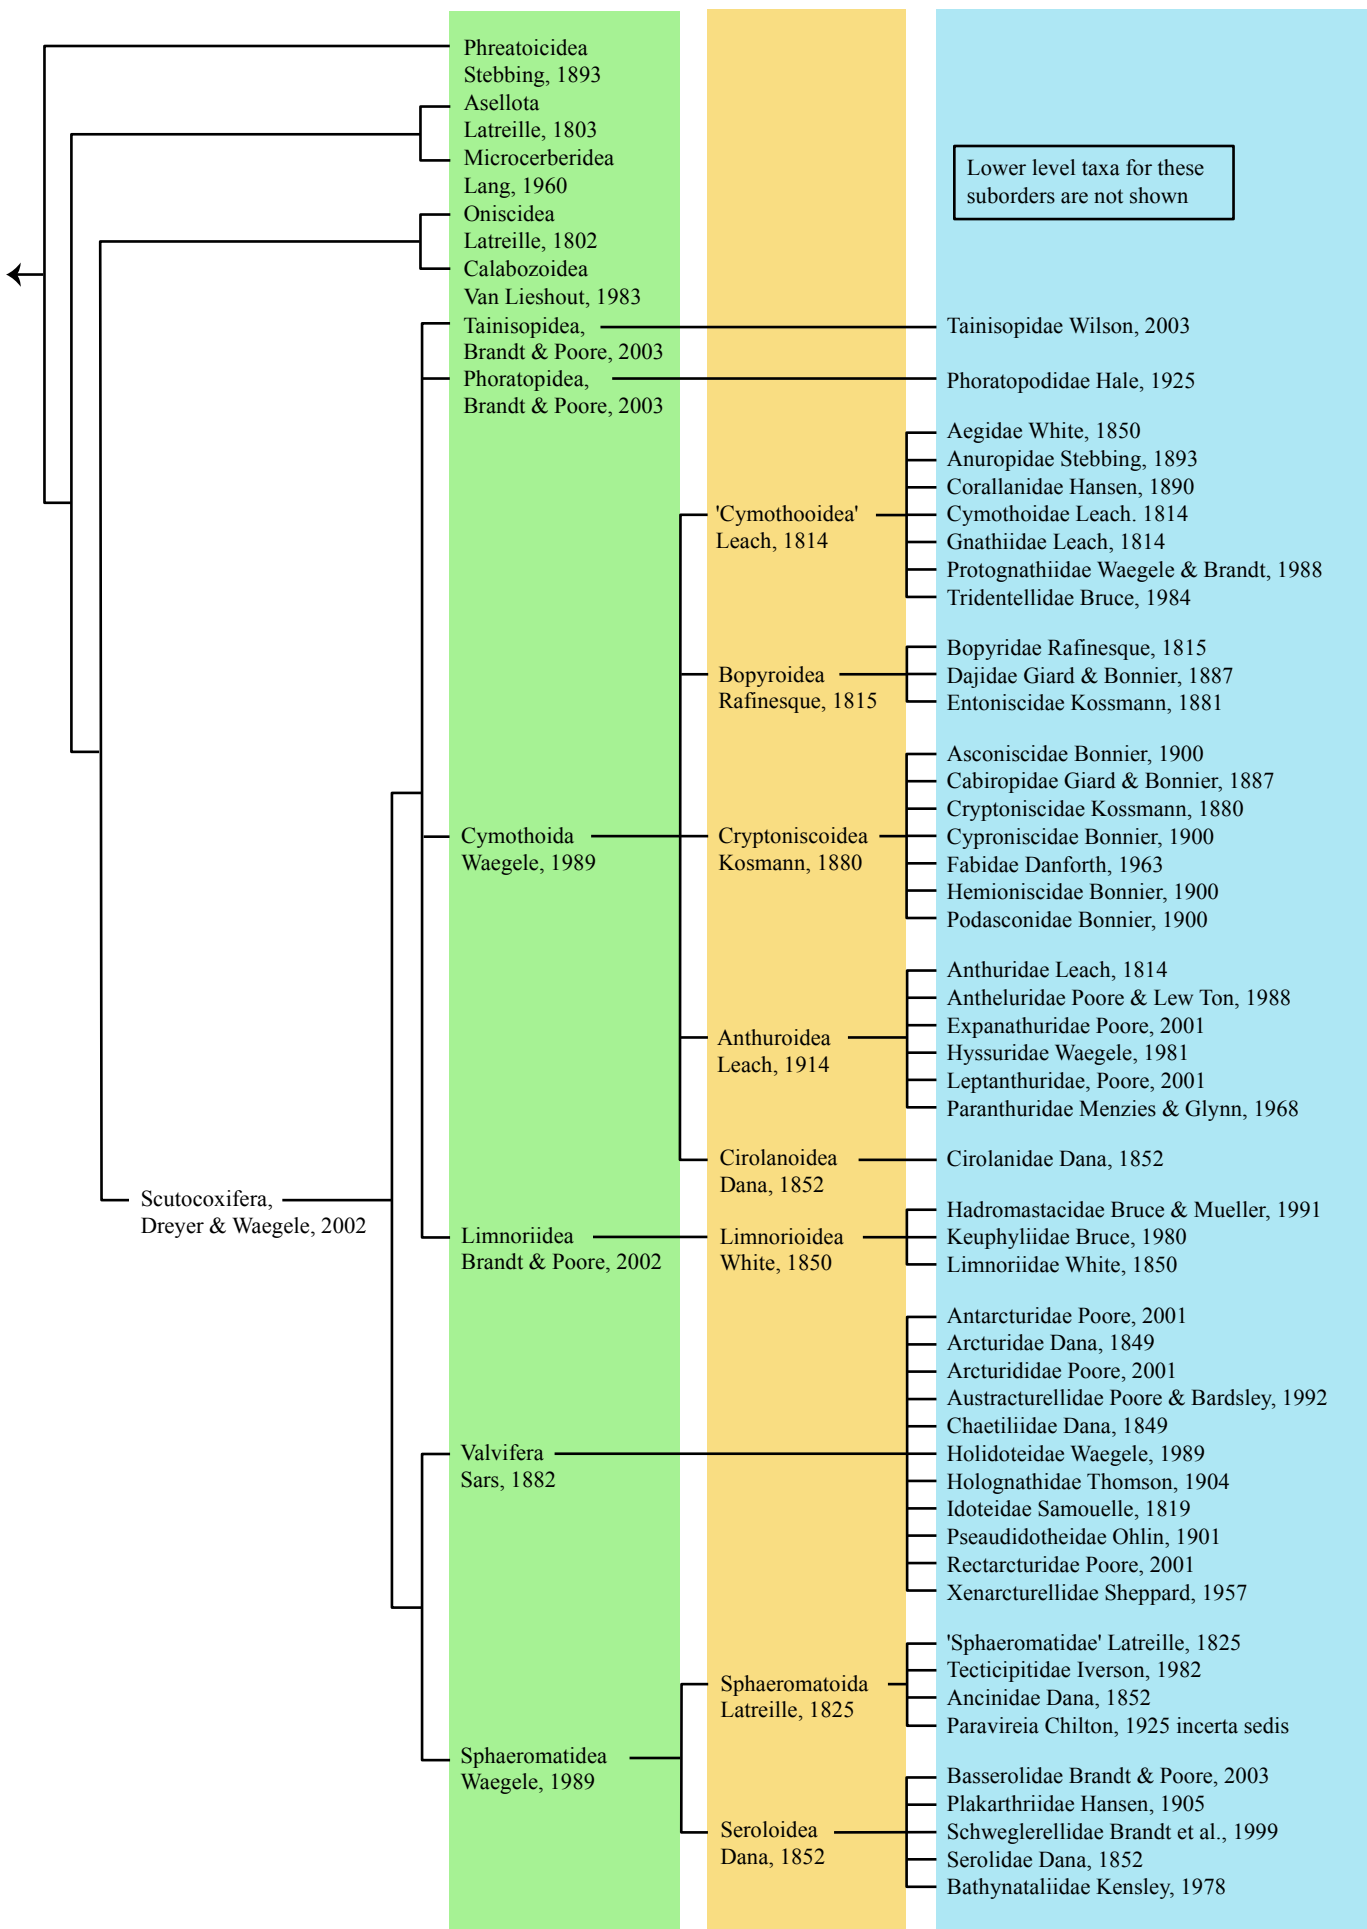 Phreatoicidea
Stebbing, 1893
Asellota
Latreille, 1803
Microcerberidea
Lang, 1960
Oniscidea
Latreille, 1802
Calabozoidea
Van Lieshout, 1983
Lower level taxa for these
suborders are not shown
Tainisopidea,
Brandt & Poore, 2003
Tainisopidae Wilson, 2003
Phoratopidea,
Brandt & Poore, 2003
Phoratopodidae Hale, 1925
Scutocoxifera,
Dreyer & Waegele, 2002
Cymothoida
Waegele, 1989
'Cymothooidea'
Leach, 1814
Aegidae White, 1850
Anuropidae Stebbing, 1893
Corallanidae Hansen, 1890
Cymothoidae Leach. 1814
Gnathiidae Leach, 1814
Protognathiidae Waegele & Brandt, 1988
Tridentellidae Bruce, 1984
Bopyroidea
Rafinesque, 1815
Bopyridae Rafinesque, 1815
Dajidae Giard & Bonnier, 1887
Entoniscidae Kossmann, 1881
Cryptoniscoidea
Kosmann, 1880
Asconiscidae Bonnier, 1900
Cabiropidae Giard & Bonnier, 1887
Cryptoniscidae Kossmann, 1880
Cyproniscidae Bonnier, 1900
Fabidae Danforth, 1963
Hemioniscidae Bonnier, 1900
Podasconidae Bonnier, 1900
Anthuroidea
Leach, 1914
Anthuridae Leach, 1814
Antheluridae Poore & Lew Ton, 1988
Expanathuridae Poore, 2001
Hyssuridae Waegele, 1981
Leptanthuridae, Poore, 2001
Paranthuridae Menzies & Glynn, 1968
Cirolanoidea
Dana, 1852
Cirolanidae Dana, 1852
Limnoriidea
Brandt & Poore, 2002
Limnorioidea
White, 1850
Hadromastacidae Bruce & Mueller, 1991
Keuphyliidae Bruce, 1980
Limnoriidae White, 1850
Valvifera
Sars, 1882
Antarcturidae Poore, 2001
Arcturidae Dana, 1849
Arcturididae Poore, 2001
Austracturellidae Poore & Bardsley, 1992
Chaetiliidae Dana, 1849
Holidoteidae Waegele, 1989
Holognathidae Thomson, 1904
Idoteidae Samouelle, 1819
Pseaudidotheidae Ohlin, 1901
Rectarcturidae Poore, 2001
Xenarcturellidae Sheppard, 1957
Sphaeromatidea
Waegele, 1989
Sphaeromatoida
Latreille, 1825
'Sphaeromatidae' Latreille, 1825
Tecticipitidae Iverson, 1982
Ancinidae Dana, 1852
Paravireia Chilton, 1925 incerta sedis
Seroloidea
Dana, 1852
Basserolidae Brandt & Poore, 2003
Plakarthriidae Hansen, 1905
Schweglerellidae Brandt et al., 1999
Serolidae Dana, 1852
Bathynataliidae Kensley, 1978